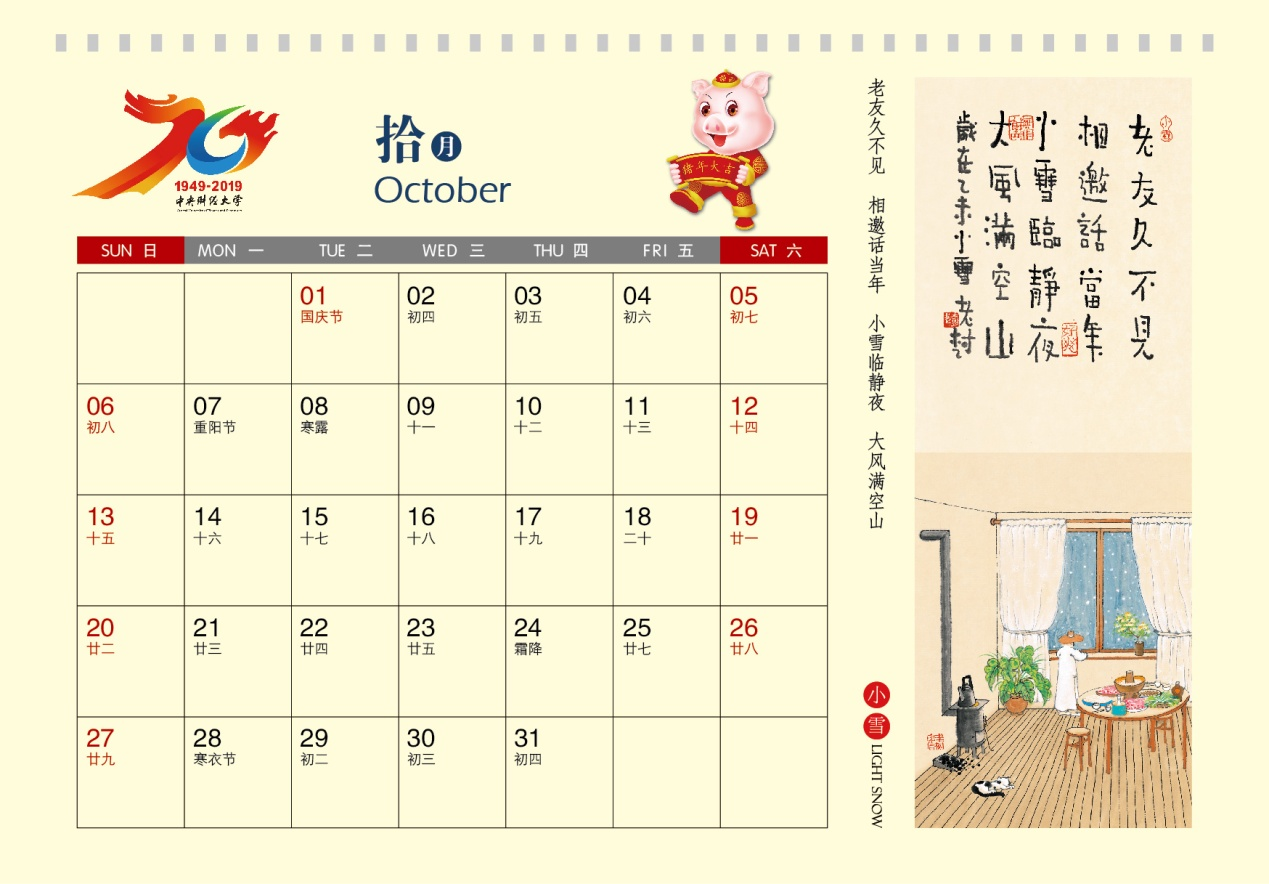 1949-2019
中央财经大学
拾月
October
猪年大吉
SUN 日 MON 一 TUE 二 WED 三 THU 四 FRI 五 SAT 六
01 02 03 04 05
国庆节 初四 初五 初六 初七
06 07 08 09 10 11 12
初八 重阳节 寒露 十一 十二 十三 十四
13 14 15 16 17 18 19
十五 十六 十七 十八 十九 二十 廿一
20 21 22 23 24 25 26
廿二 廿三 廿四 廿五 霜降 廿七 廿八
27 28 29 30 31
廿九 寒衣节 初二 初三 初四
老友久不见 相邀话当年 小雪临静夜 大风满空山
小雪 LIGHT SNOW
小雪
老友久不見
相邀話當年
小雪臨靜夜
大風滿空山
歲在乙未小雪 老村